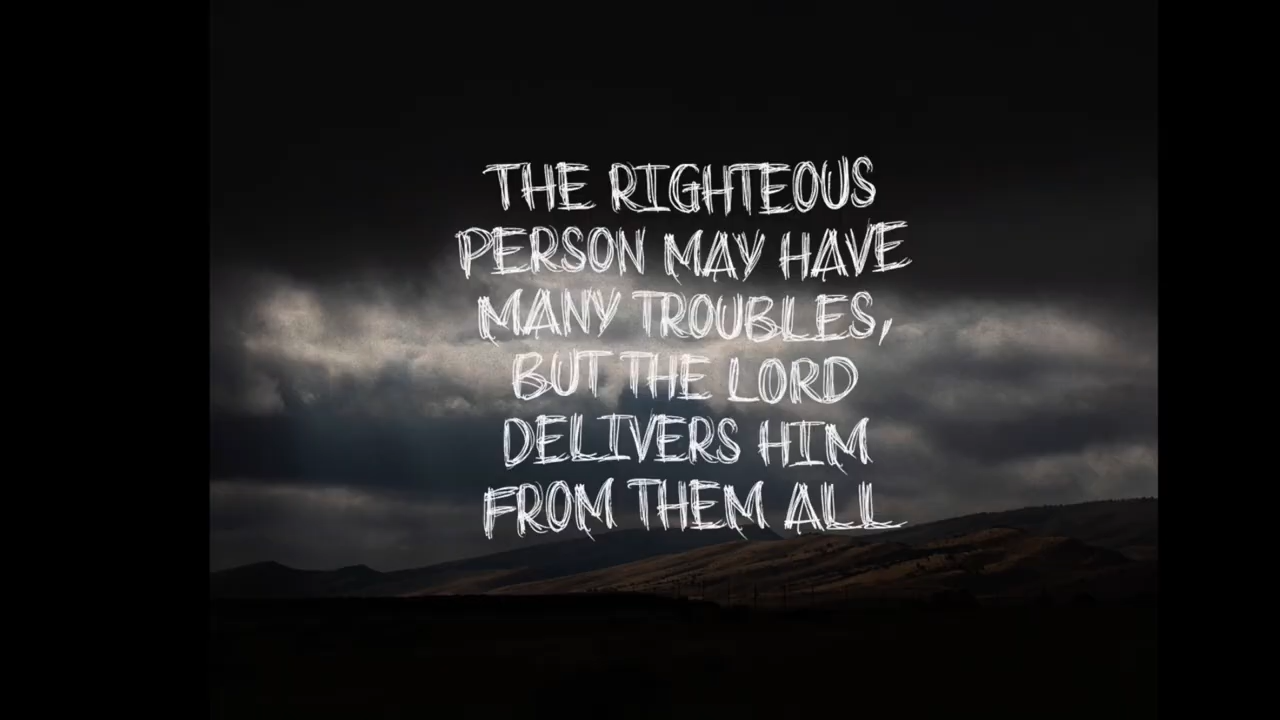 THE RIGHTEOUS
PERSON MAY HAVE
MANY TROUBLES,
BUT THE LORD
DELIVERS HIM
FROM THEM ALL